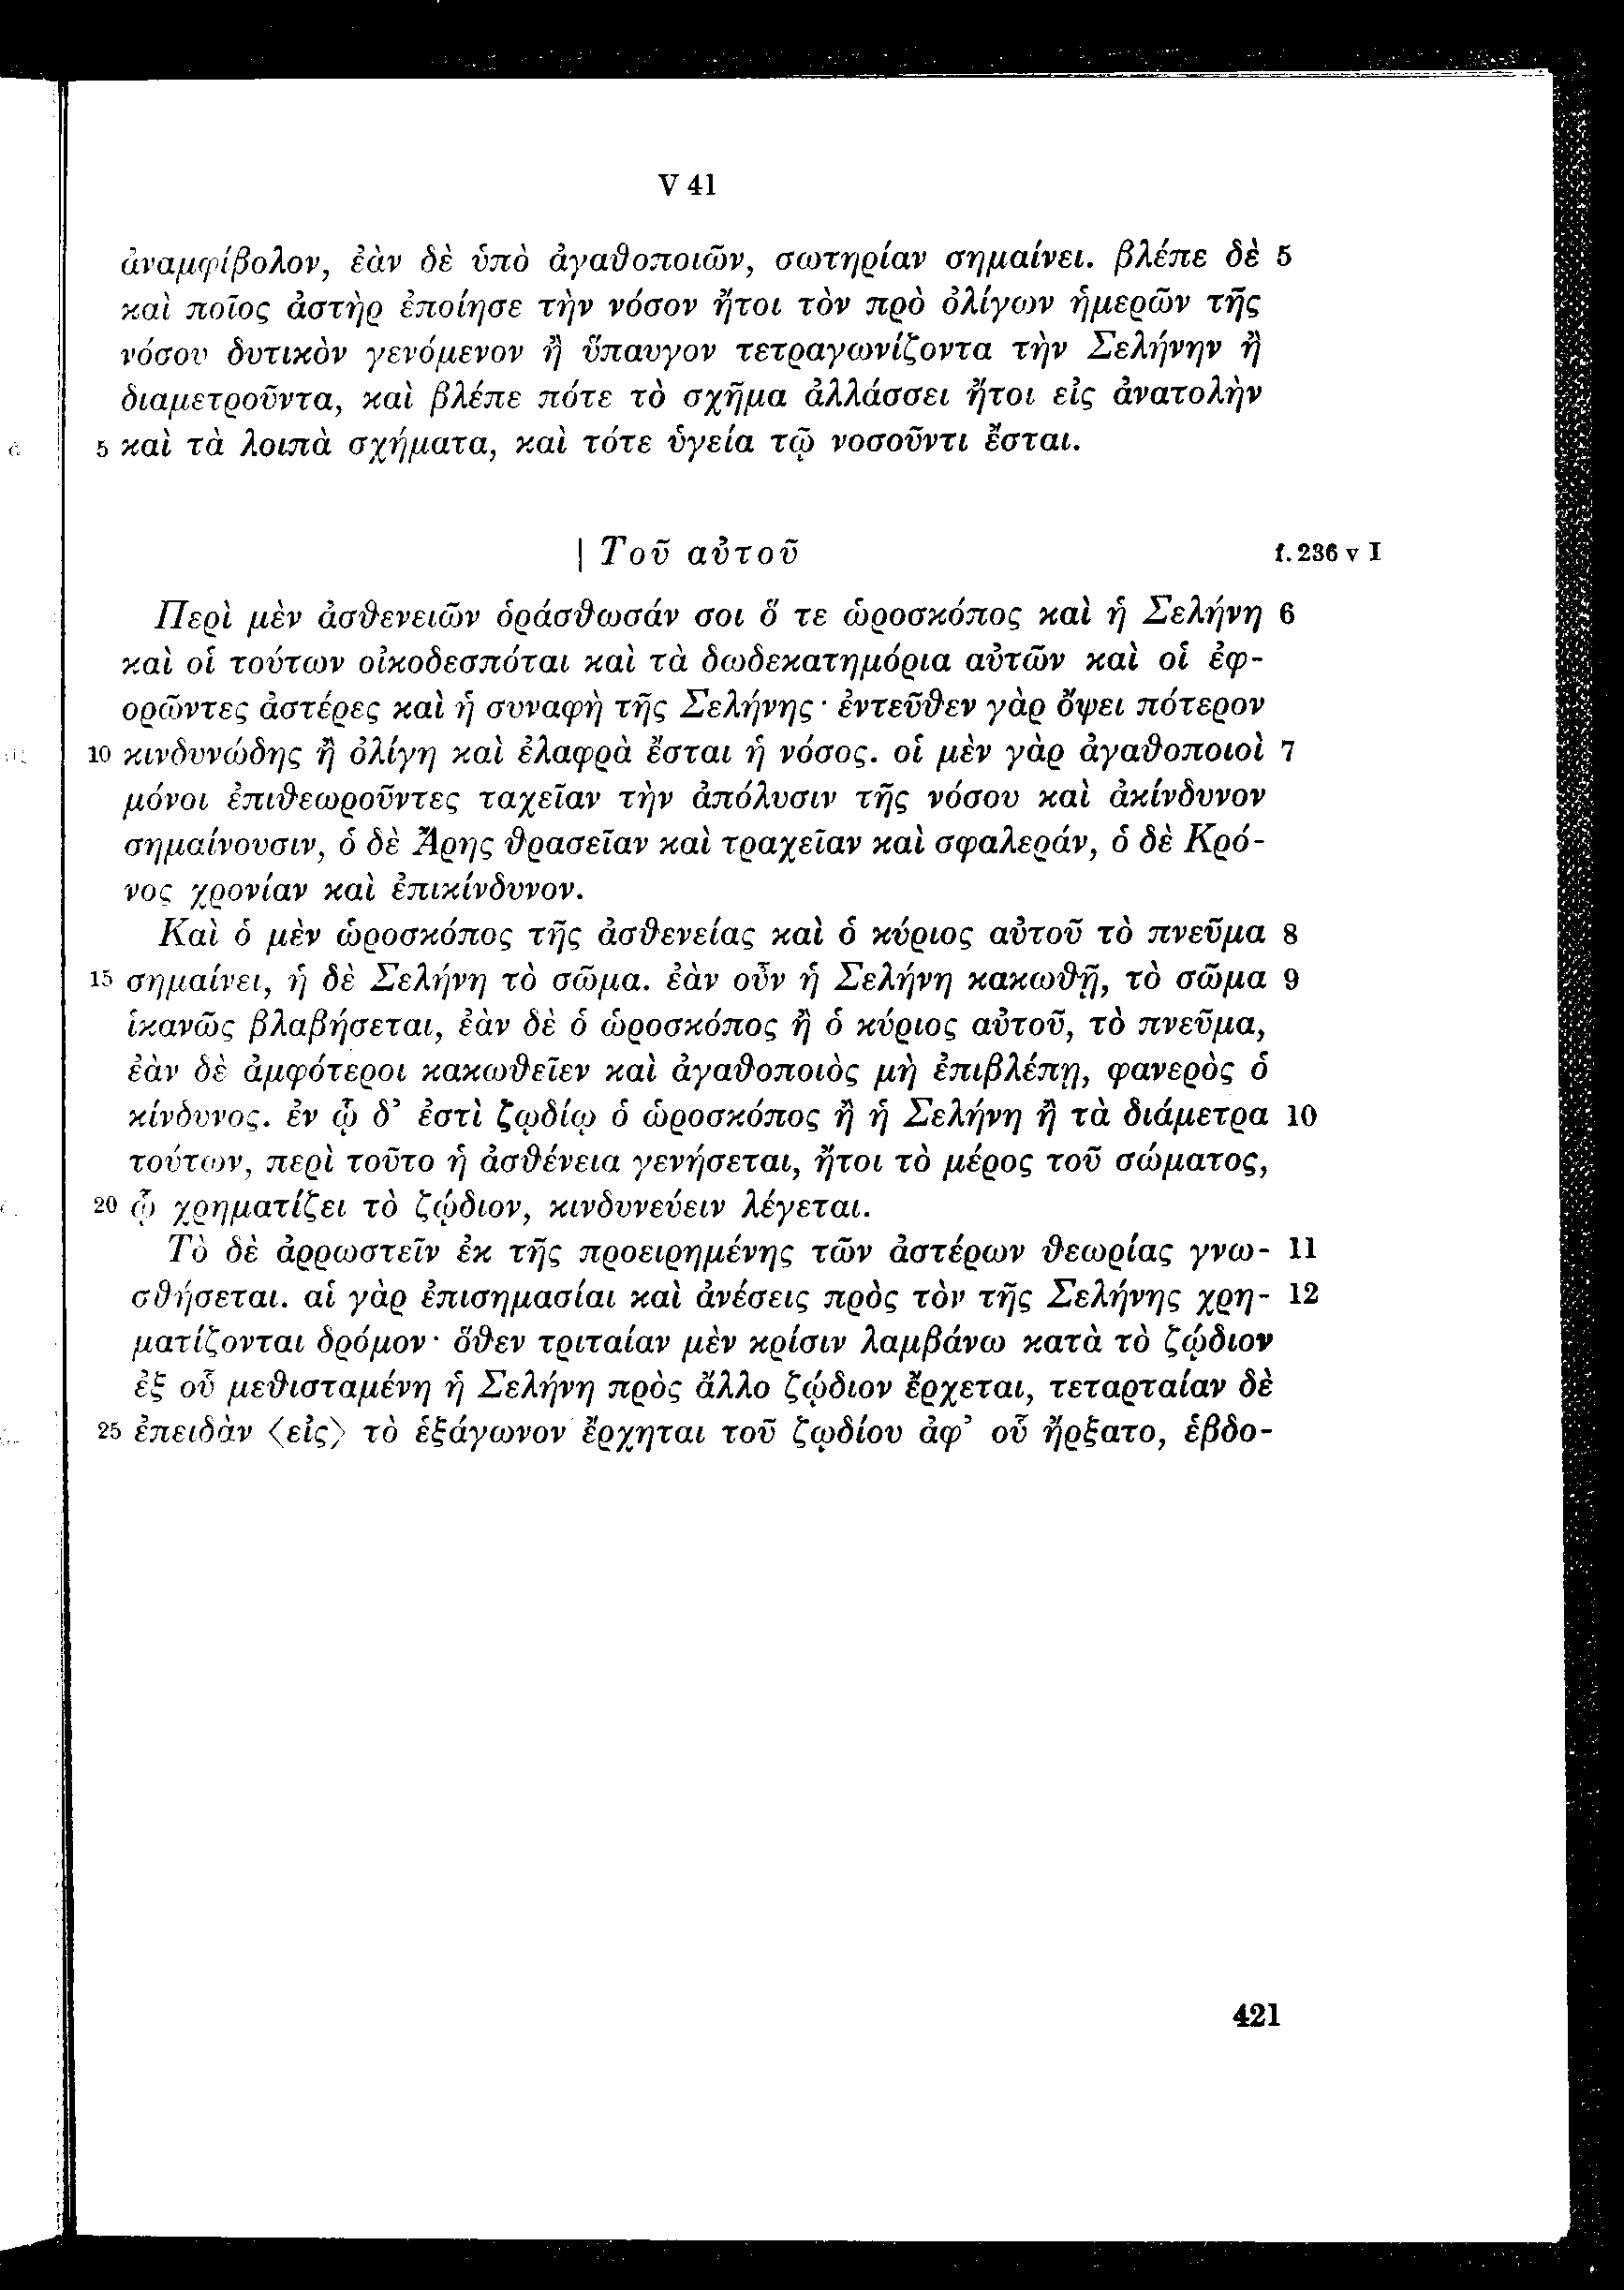 V 41
ἀναμφίβολον, ἐὰν δὲ ὑπὸ ἀγαθοποιῶν, σωτηρίαν σημαίνει. βλέπε δὲ 5
καὶ ποῖος ἀστὴρ ἐποίησε τὴν νόσον ἤτοι τὸν πρὸ ὀλίγων ἡμερῶν τῆς
νόσου δυτικὸν γενόμενον ἢ ὕπαυγον τετραγωνίζοντα τὴν Σελήνην ἢ
διαμετροῦντα, καὶ βλέπε πότε τὸ σχῆμα ἀλλάσσει ἤτοι εἰς ἀνατολὴν
5 καὶ τὰ λοιπὰ σχήματα, καὶ τότε ὑγεία τῷ νοσοῦντι ἔσται.
| Τοῦ αὐτοῦ f. 236 v I
Περὶ μὲν ἀσθενειῶν ὁράσθωσάν σοι ὅ τε ὡροσκόπος καὶ ἡ Σελήνη 6
καὶ οἱ τούτων οἰκοδεσπόται καὶ τὰ δωδεκατημόρια αὐτῶν καὶ οἱ ἐφ-
ορῶντες ἀστέρες καὶ ἡ συναφὴ τῆς Σελήνης· ἐντεῦθεν γὰρ ὄψει πότερον
10 κινδυνώδης ἢ ὀλίγη καὶ ἐλαφρὰ ἔσται ἡ νόσος. οἱ μὲν γὰρ ἀγαθοποιοὶ 7
μόνοι ἐπιθεωροῦντες ταχεῖαν τὴν ἀπόλυσιν τῆς νόσου καὶ ἀκίνδυνον
σημαίνουσιν, ὁ δὲ Ἄρης θρασεῖαν καὶ τραχεῖαν καὶ σφαλεράν, ὁ δὲ Κρό-
νος χρονίαν καὶ ἐπικίνδυνον.
Καὶ ὁ μὲν ὡροσκόπος τῆς ἀσθενείας καὶ ὁ κύριος αὐτοῦ τὸ πνεῦμα 8
15 σημαίνει, ἡ δὲ Σελήνη τὸ σῶμα. ἐὰν οὖν ἡ Σελήνη κακωθῇ, τὸ σῶμα 9
ἱκανῶς βλαβήσεται, ἐὰν δὲ ὁ ὡροσκόπος ἢ ὁ κύριος αὐτοῦ, τὸ πνεῦμα,
ἐὰν δὲ ἀμφότεροι κακωθεῖεν καὶ ἀγαθοποιὸς μὴ ἐπιβλέπῃ, φανερὸς ὁ
κίνδυνος. ἐν ᾧ δ’ ἐστὶ ζῳδίῳ ὁ ὡροσκόπος ἢ ἡ Σελήνη ἢ τὰ διάμετρα 10
τούτων, περὶ τοῦτο ἡ ἀσθένεια γενήσεται, ἤτοι τὸ μέρος τοῦ σώματος,
20 ᾧ χρηματίζει τὸ ζῴδιον, κινδυνεύειν λέγεται.
Τὸ δὲ ἀρρωστεῖν ἐκ τῆς προειρημένης τῶν ἀστέρων θεωρίας γνω- 11
σθήσεται. αἱ γὰρ ἐπισημασίαι καὶ ἀνέσεις πρὸς τὸν τῆς Σελήνης χρη- 12
ματίζονται δρόμον· ὅθεν τριταίαν μὲν κρίσιν λαμβάνω κατὰ τὸ ζῴδιον
ἐξ οὗ μεθισταμένη ἡ Σελήνη πρὸς ἄλλο ζῴδιον ἔρχεται, τεταρταίαν δὲ
25 ἐπειδὰν ⟨εἰς⟩ τὸ ἑξάγωνον ἔρχηται τοῦ ζῳδίου ἀφ’ οὗ ἤρξατο, ἑβδο-
421